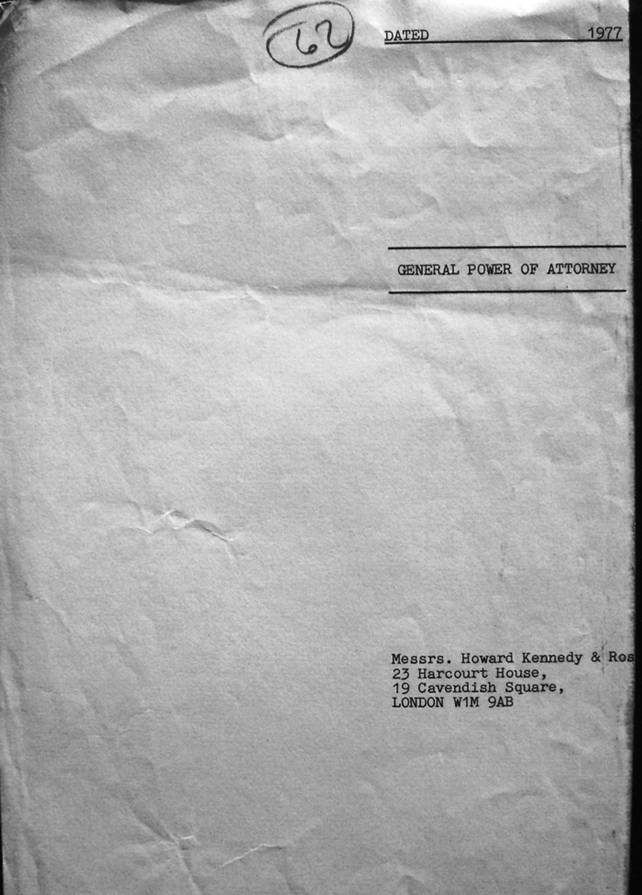 62
DATED 1977
GENERAL POWER OF ATTORNEY
Messrs. Howard Kennedy &
23 Harcourt House,
19 Cavendish Square,
LONDON W1M 9AB